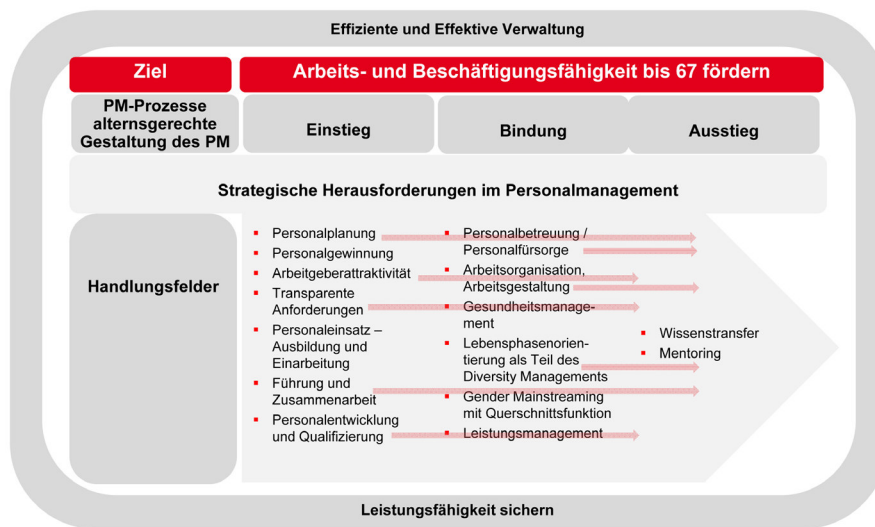 Effiziente und Effektive Verwaltung
Ziel
Arbeits- und Beschäftigungsfähigkeit bis 67 fördern
PM-Prozesse
alternsgerechte
Gestaltung des PM
Einstieg
Bindung
Ausstieg
Strategische Herausforderungen im Personalmanagement
Handlungsfelder
▪ Personalplanung
▪ Personalgewinnung
▪ Arbeitgeberattraktivität
▪ Transparente
Anforderungen
▪ Personaleinsatz –
Ausbildung und
Einarbeitung
▪ Führung und
Zusammenarbeit
▪ Personalentwicklung
und Qualifizierung
▪ Personalbetreuung /
Personalfürsorge
▪ Arbeitsorganisation,
Arbeitsgestaltung
▪ Gesundheitsmanage-
ment
▪ Lebensphasenorien-
tierung als Teil des
Diversity Managements
▪ Gender Mainstreaming
mit Querschnittsfunktion
▪ Leistungsmanagement
▪ Wissenstransfer
▪ Mentoring
Leistungsfähigkeit sichern